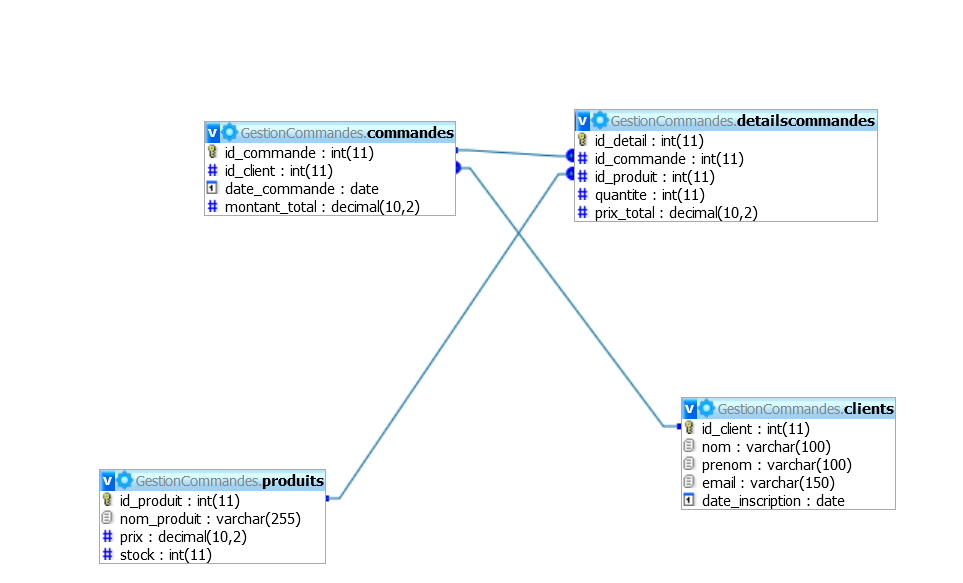 GestionCommandes.commandes
id_commande : int(11)
id_client : int(11)
date_commande : date
montant_total : decimal(10,2)
GestionCommandes.detailscommandes
id_detail : int(11)
id_commande : int(11)
id_produit : int(11)
quantite : int(11)
prix_total : decimal(10,2)
GestionCommandes.clients
id_client : int(11)
nom : varchar(100)
prenom : varchar(100)
email : varchar(150)
date_inscription : date
GestionCommandes.produits
id_produit : int(11)
nom_produit : varchar(255)
prix : decimal(10,2)
stock : int(11)